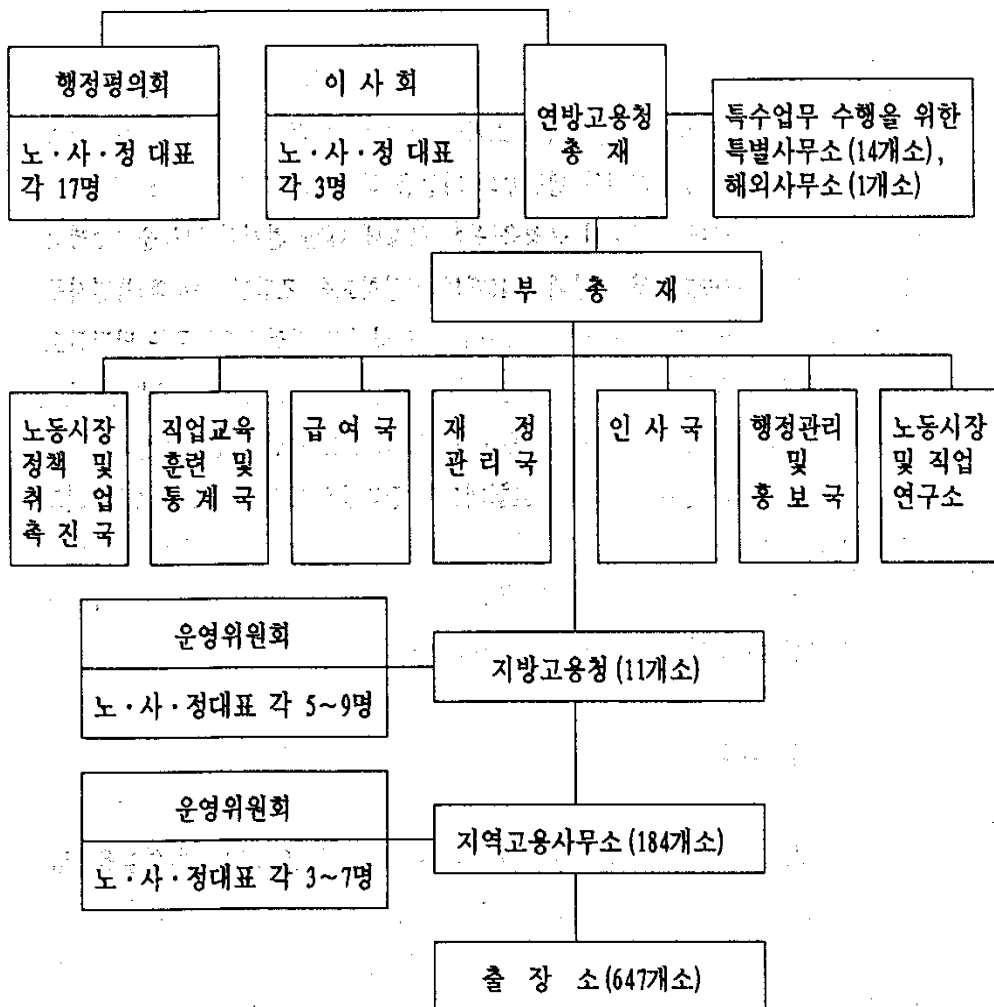 행정평의회
노·사·정 대표
각 17명
이 사 회
노·사·정 대표
각 3명
연방고용청
총 재
특수업무 수행을 위한
특별사무소(14개소),
해외사무소(1개소)
부 총 재
노동시장
정책 및
취 업
촉 진 국
직업교육
훈련 및
통 계 국
급 여 국
재 정
관 리 국
인 사 국
행정관리
및
홍 보 국
노동시장
및 직업
연구소
운영위원회
노·사·정대표 각 5~9명
지방고용청(11개소)
운영위원회
노·사·정대표 각 3~7명
지역고용사무소(184개소)
출 장 소(647개소)